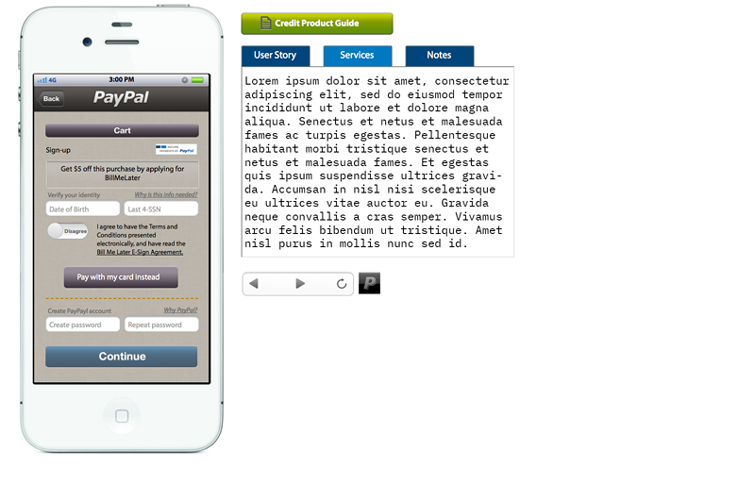 4G 3:00 PM
Back PayPal
Cart
Sign-up
PayPal
Get $5 off this purchase by applying for
BillMeLater
Verify your identity Why is this info needed?
Date of Birth Last 4-SSN
Disagree
I agree to have the Terms and
Conditions presented
electronically, and have read the
Bill Me Later E-Sign Agreement.
Pay with my card instead
Create PayPayl account Why PayPal?
Create password Repeat password
Continue
Credit Product Guide
User Story Services Notes
Lorem ipsum dolor sit amet, consectetur
adipiscing elit, sed do eiusmod tempor
incididunt ut labore et dolore magna
aliqua. Senectus et netus et malesuada
fames ac turpis egestas. Pellentesque
habitant morbi tristique senectus et
netus et malesuada fames. Et egestas
quis ipsum suspendisse ultrices gravi-
da. Accumsan in nisl nisi scelerisque
eu ultrices vitae auctor eu. Gravida
neque convallis a cras semper. Vivamus
arcu felis bibendum ut tristique. Amet
nisl purus in mollis nunc sed id.
P